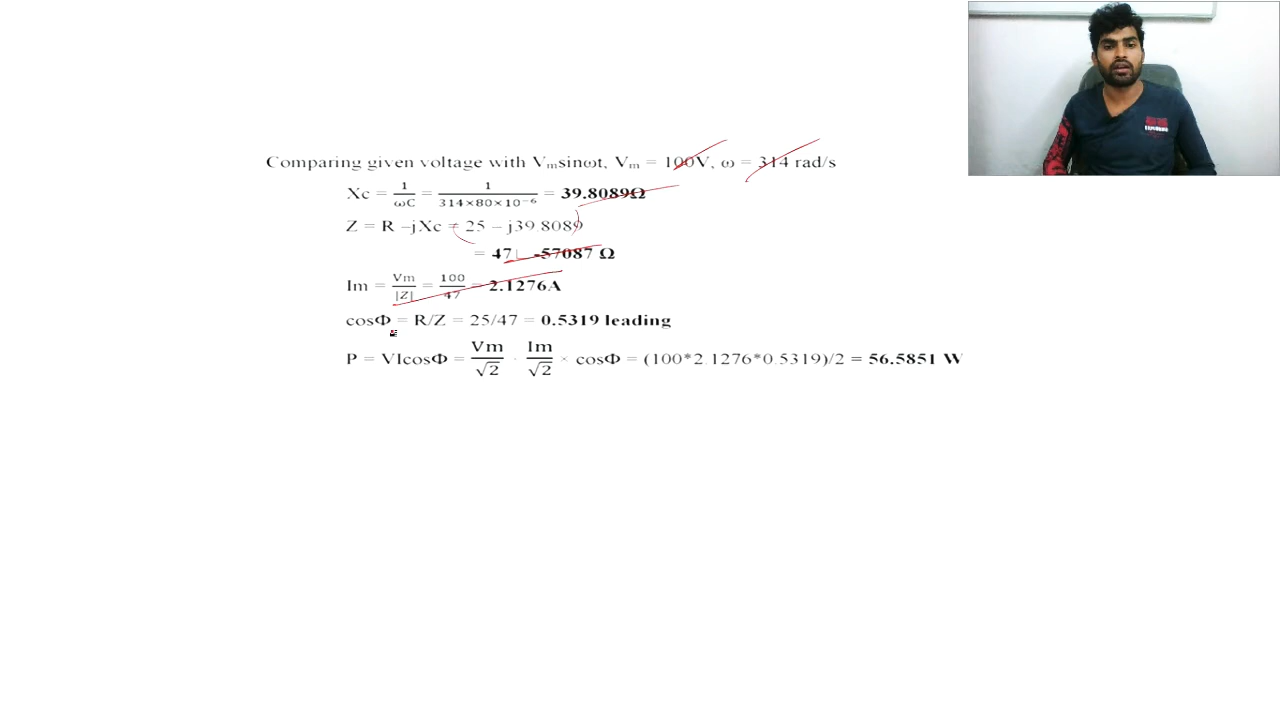 Comparing given voltage with Vₘsinωt, Vₘ = 100V, ω = 314 rad/s
Xc = 1/ωC = 1/314×80×10⁻⁶ = 39.8089Ω
Z = R –jXc = 25 – j39.8089
= 47∟-57.087 Ω
Im = Vm/|Z| = 100/47 = 2.1276A
cosΦ = R/Z = 25/47 = 0.5319 leading
P = VIcosΦ = Vm/√2 · Im/√2 × cosΦ = (100*2.1276*0.5319)/2 = 56.5851 W